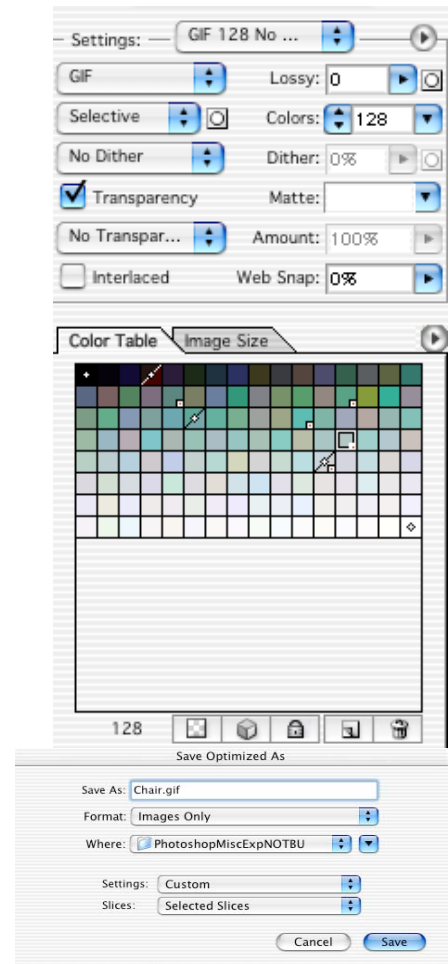 Settings: GIF 128 No ...
GIF Lossy: 0
Selective Colors: 128
No Dither Dither: 0%
Transparency Matte:
No Transpar... Amount: 100%
Interlaced Web Snap: 0%
Color Table Image Size
128
Save Optimized As
Save As: Chair.gif
Format: Images Only
Where: PhotoshopMiscExpNOTBU
Settings: Custom
Slices: Selected Slices
Cancel Save